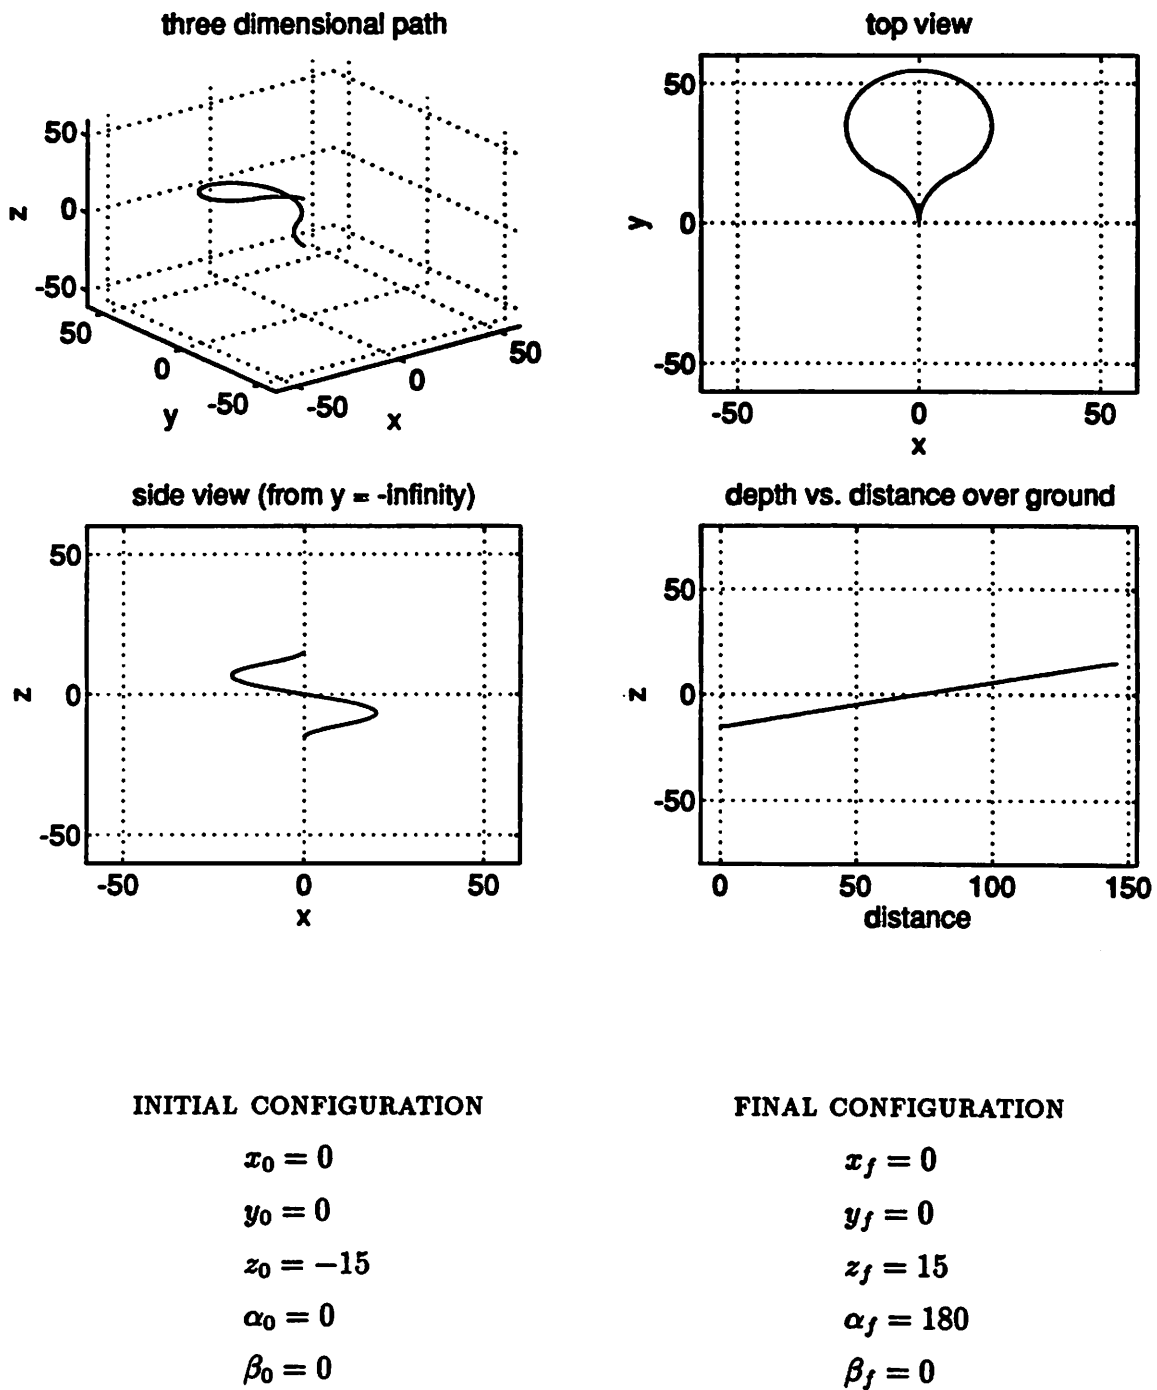 three dimensional path
50
0
-50
z
50
0
-50
y
-50
0
50
x
top view
50
0
-50
y
-50
0
50
x
side view (from y = -infinity)
50
0
-50
z
-50
0
50
x
depth vs. distance over ground
50
0
-50
z
0
50
100
150
distance
INITIAL CONFIGURATION
x₀ = 0
y₀ = 0
z₀ = −15
α₀ = 0
β₀ = 0
FINAL CONFIGURATION
x_f = 0
y_f = 0
z_f = 15
α_f = 180
β_f = 0